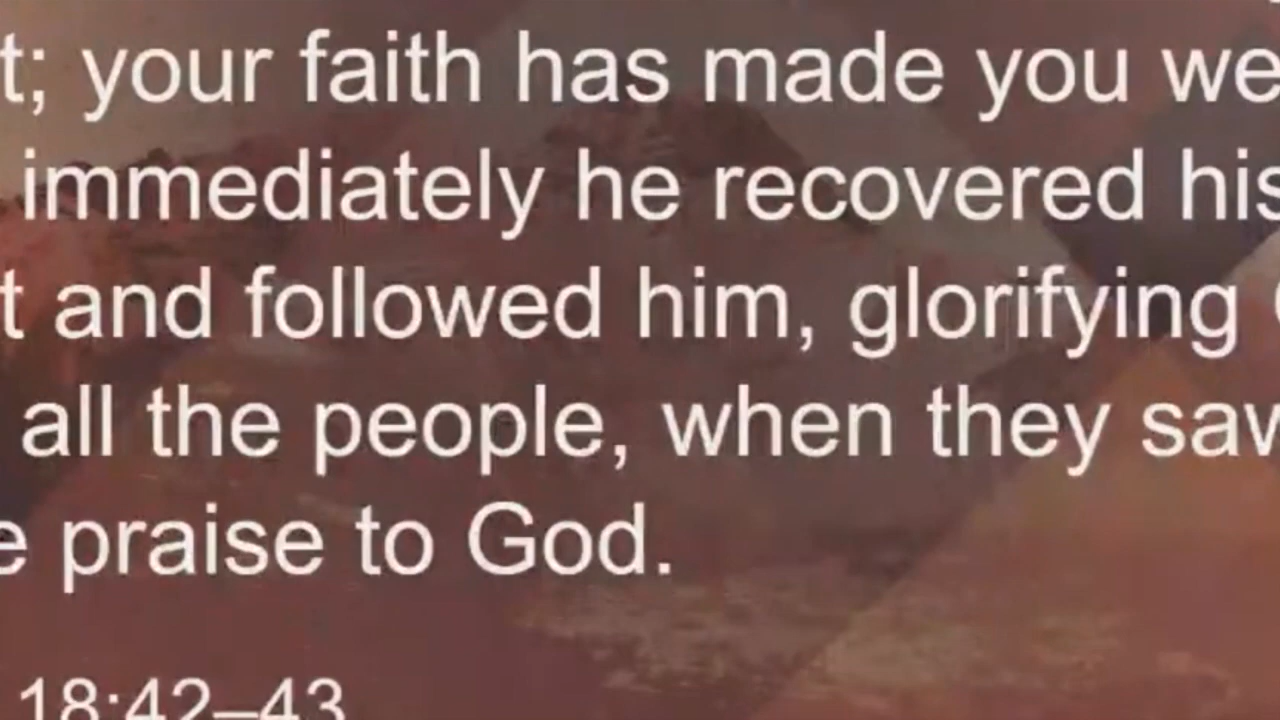 t; your faith has made you we
immediately he recovered his
t and followed him, glorifying
all the people, when they saw
e praise to God.
18:42–43